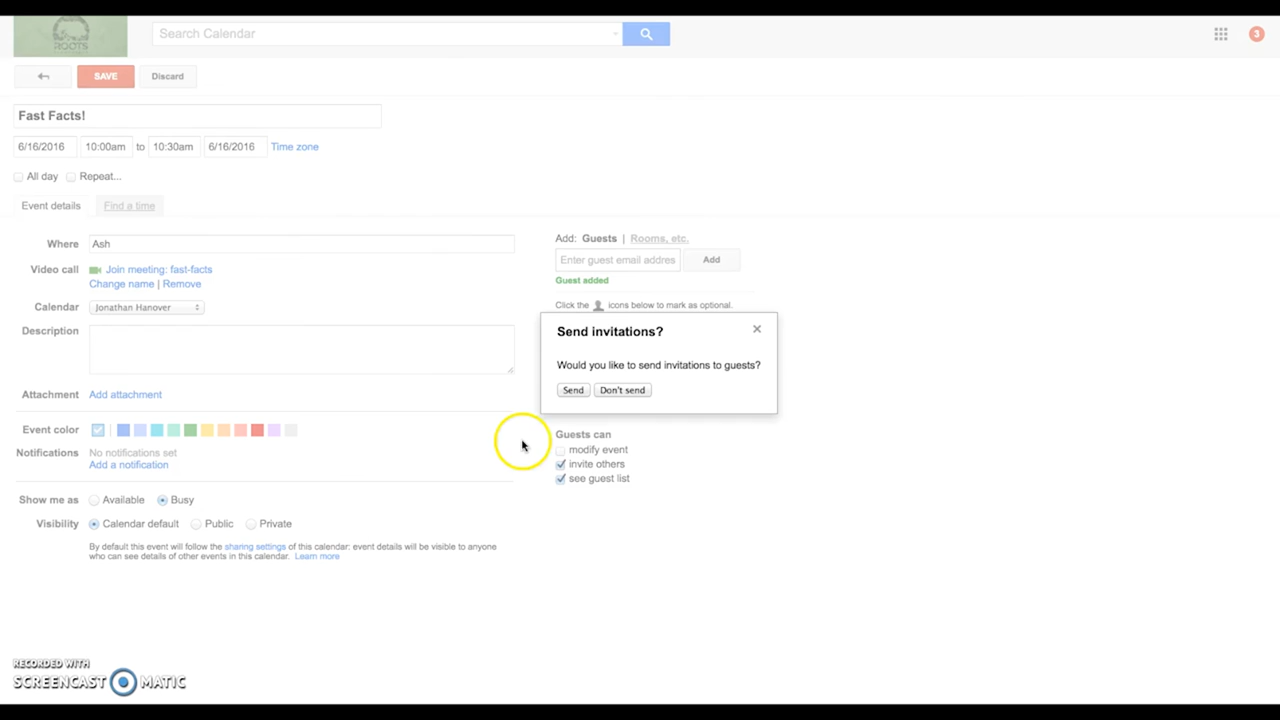 ROOTS
Search Calendar
3
SAVE
Discard
Fast Facts!
6/16/2016
10:00am
to
10:30am
6/16/2016
Time zone
All day
Repeat...
Event details
Find a time
Where
Ash
Video call
Join meeting: fast-facts
Change name | Remove
Calendar
Jonathan Hanover
Description
Attachment
Add attachment
Event color
Notifications
No notifications set
Add a notification
Show me as
Available
Busy
Visibility
Calendar default
Public
Private
By default this event will follow the sharing settings of this calendar: event details will be visible to anyone
who can see details of other events in this calendar. Learn more
Add: Guests | Rooms, etc.
Enter guest email addres
Add
Guest added
Click the icons below to mark as optional.
Send invitations?
Would you like to send invitations to guests?
Send
Don't send
Guests can
modify event
invite others
see guest list
RECORDED WITH
SCREENCAST MATIC